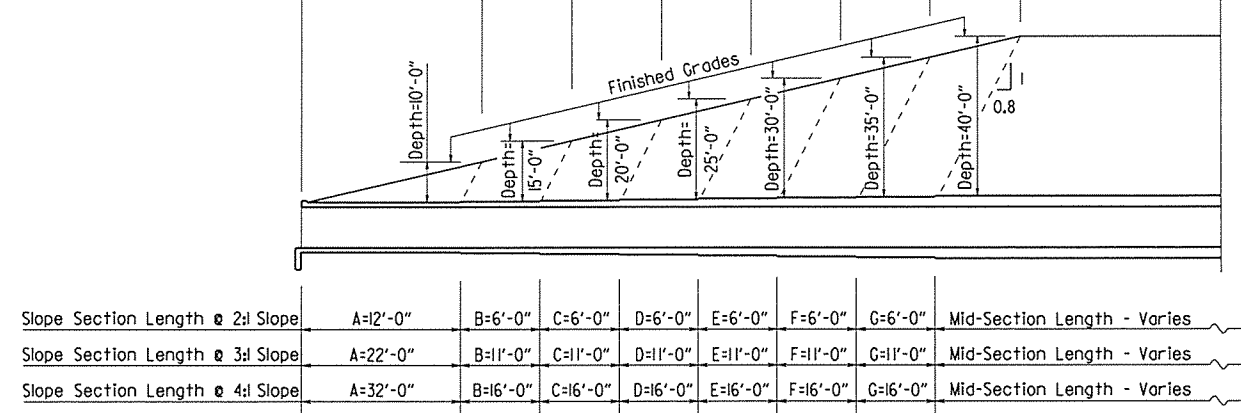 Finished Grades
Depth=10'-0"
Depth=
15'-0"
Depth=
20'-0"
Depth=
25'-0"
Depth=30'-0"
Depth=35'-0"
Depth=40'-0"
1
0.8
Slope Section Length @ 2:1 Slope A=12'-0" B=6'-0" C=6'-0" D=6'-0" E=6'-0" F=6'-0" G=6'-0" Mid-Section Length - Varies
Slope Section Length @ 3:1 Slope A=22'-0" B=11'-0" C=11'-0" D=11'-0" E=11'-0" F=11'-0" G=11'-0" Mid-Section Length - Varies
Slope Section Length @ 4:1 Slope A=32'-0" B=16'-0" C=16'-0" D=16'-0" E=16'-0" F=16'-0" G=16'-0" Mid-Section Length - Varies